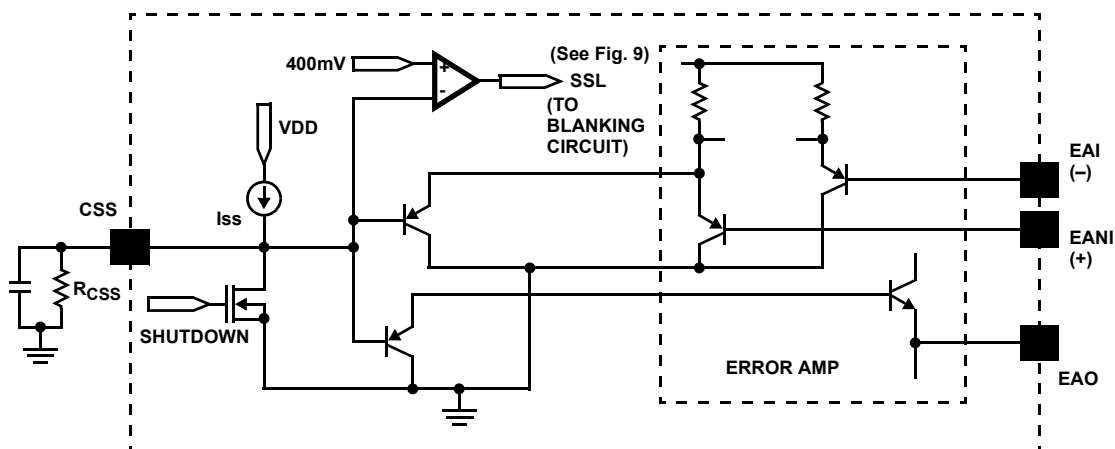 400mV
+
-
(See Fig. 9)
SSL
(TO
BLANKING
CIRCUIT)
VDD
Iss
CSS
RCSS
SHUTDOWN
ERROR AMP
EAI
(–)
EANI
(+)
EAO